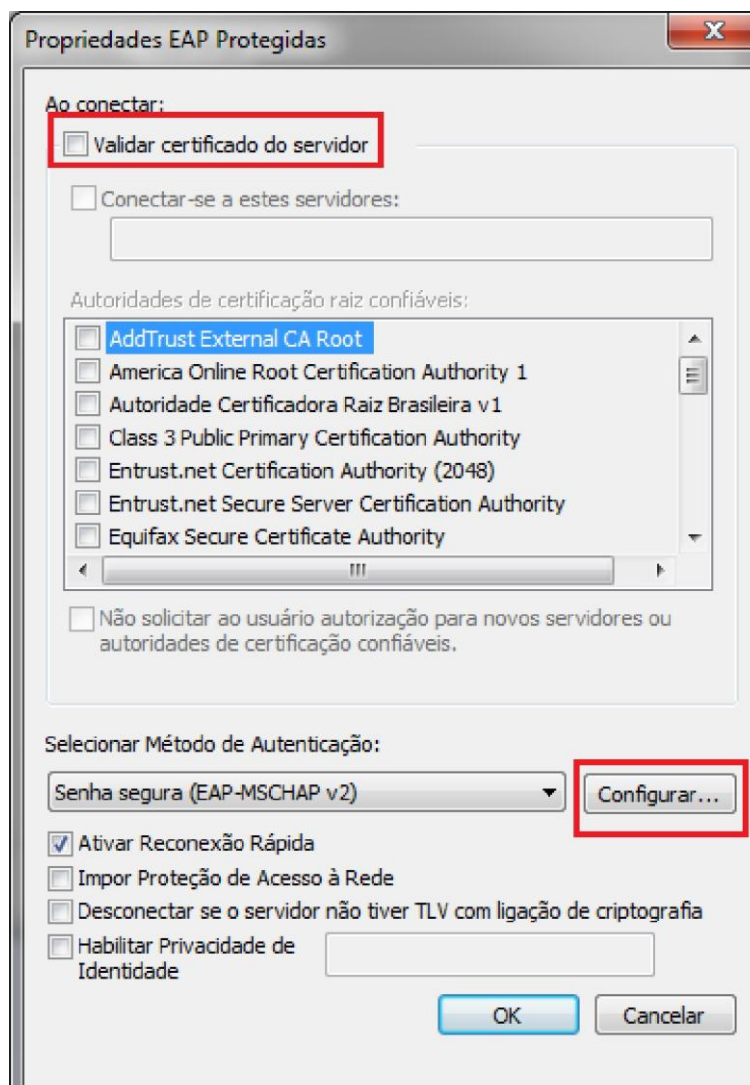 Propriedades EAP Protegidas
Ao conectar:
Validar certificado do servidor
Conectar-se a estes servidores:
Autoridades de certificação raiz confiáveis:
AddTrust External CA Root
America Online Root Certification Authority 1
Autoridade Certificadora Raiz Brasileira v1
Class 3 Public Primary Certification Authority
Entrust.net Certification Authority (2048)
Entrust.net Secure Server Certification Authority
Equifax Secure Certificate Authority
Não solicitar ao usuário autorização para novos servidores ou
autoridades de certificação confiáveis.
Selecionar Método de Autenticação:
Senha segura (EAP-MSCHAP v2)
Configurar...
Ativar Reconexão Rápida
Impor Proteção de Acesso à Rede
Desconectar se o servidor não tiver TLV com ligação de criptografia
Habilitar Privacidade de
Identidade
OK
Cancelar